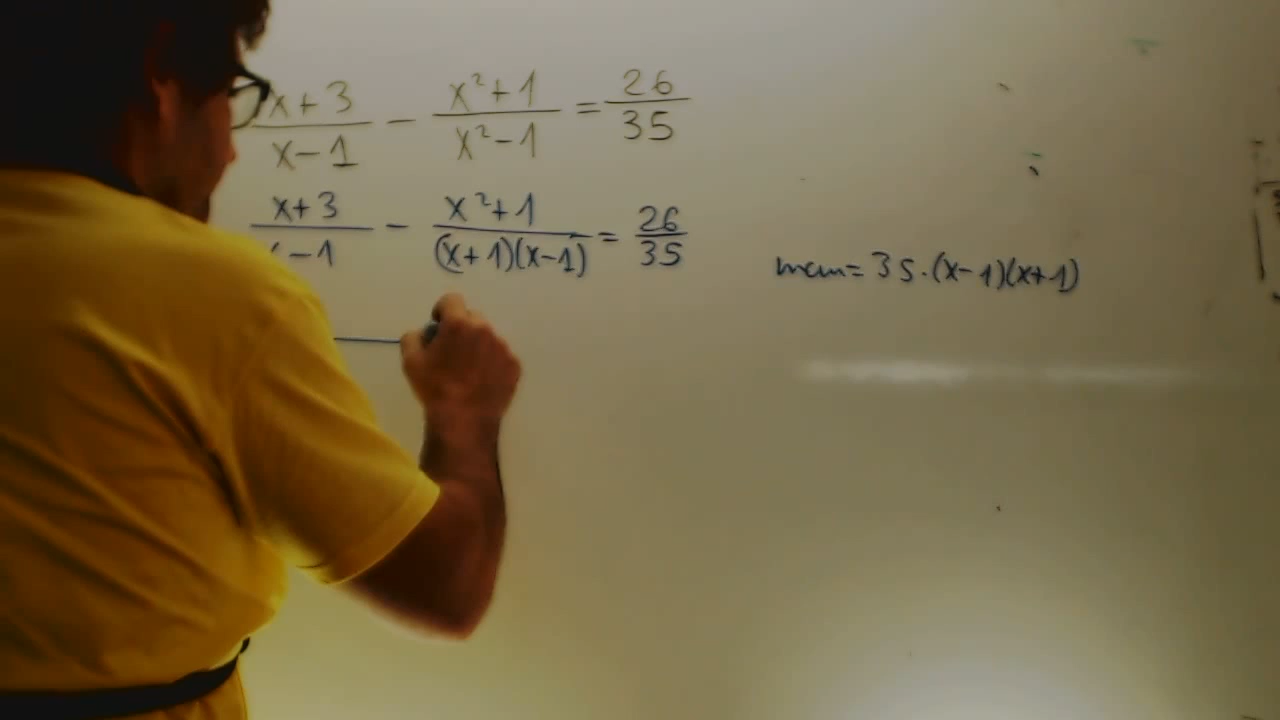 x+3/x-1 - x²+1/x²-1 = 26/35
x+3/x-1 - x²+1/(x+1)(x-1) = 26/35
mcm = 35·(x-1)(x+1)